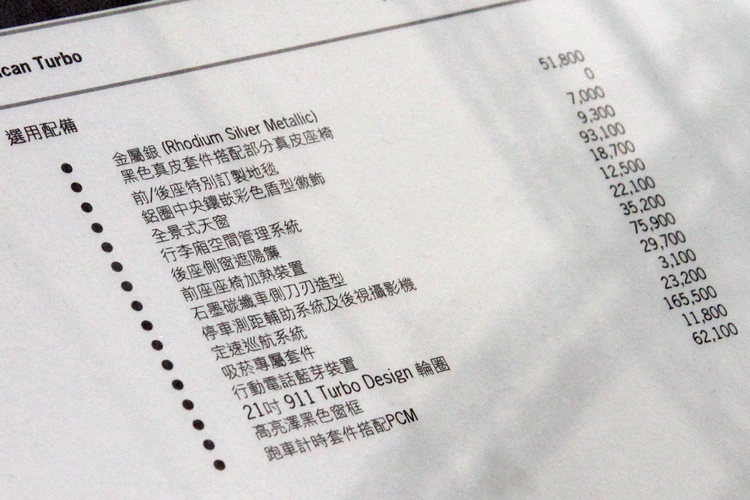 can Turbo
選用配備
● 金屬銀 (Rhodium Silver Metallic) 51,800
● 黑色真皮套件搭配部分真皮座椅 0
● 前/後座特別訂製地毯 7,000
● 鋁圈中央鑲嵌彩色盾型徽飾 9,300
● 全景式天窗 93,100
● 行李廂空間管理系統 18,700
● 後座側窗遮陽簾 12,500
● 前座座椅加熱裝置 22,100
● 石墨碳纖車側刀刃造型 35,200
● 停車測距輔助系統及後視攝影機 75,900
● 定速巡航系統 29,700
● 吸菸專屬套件 3,100
● 行動電話藍芽裝置 23,200
● 21吋 911 Turbo Design 輪圈 165,500
● 高亮澤黑色窗框 11,800
● 跑車計時套件搭配PCM 62,100